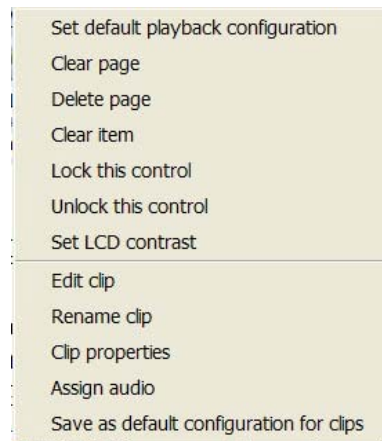 Set default playback configuration
Clear page
Delete page
Clear item
Lock this control
Unlock this control
Set LCD contrast
Edit clip
Rename clip
Clip properties
Assign audio
Save as default configuration for clips